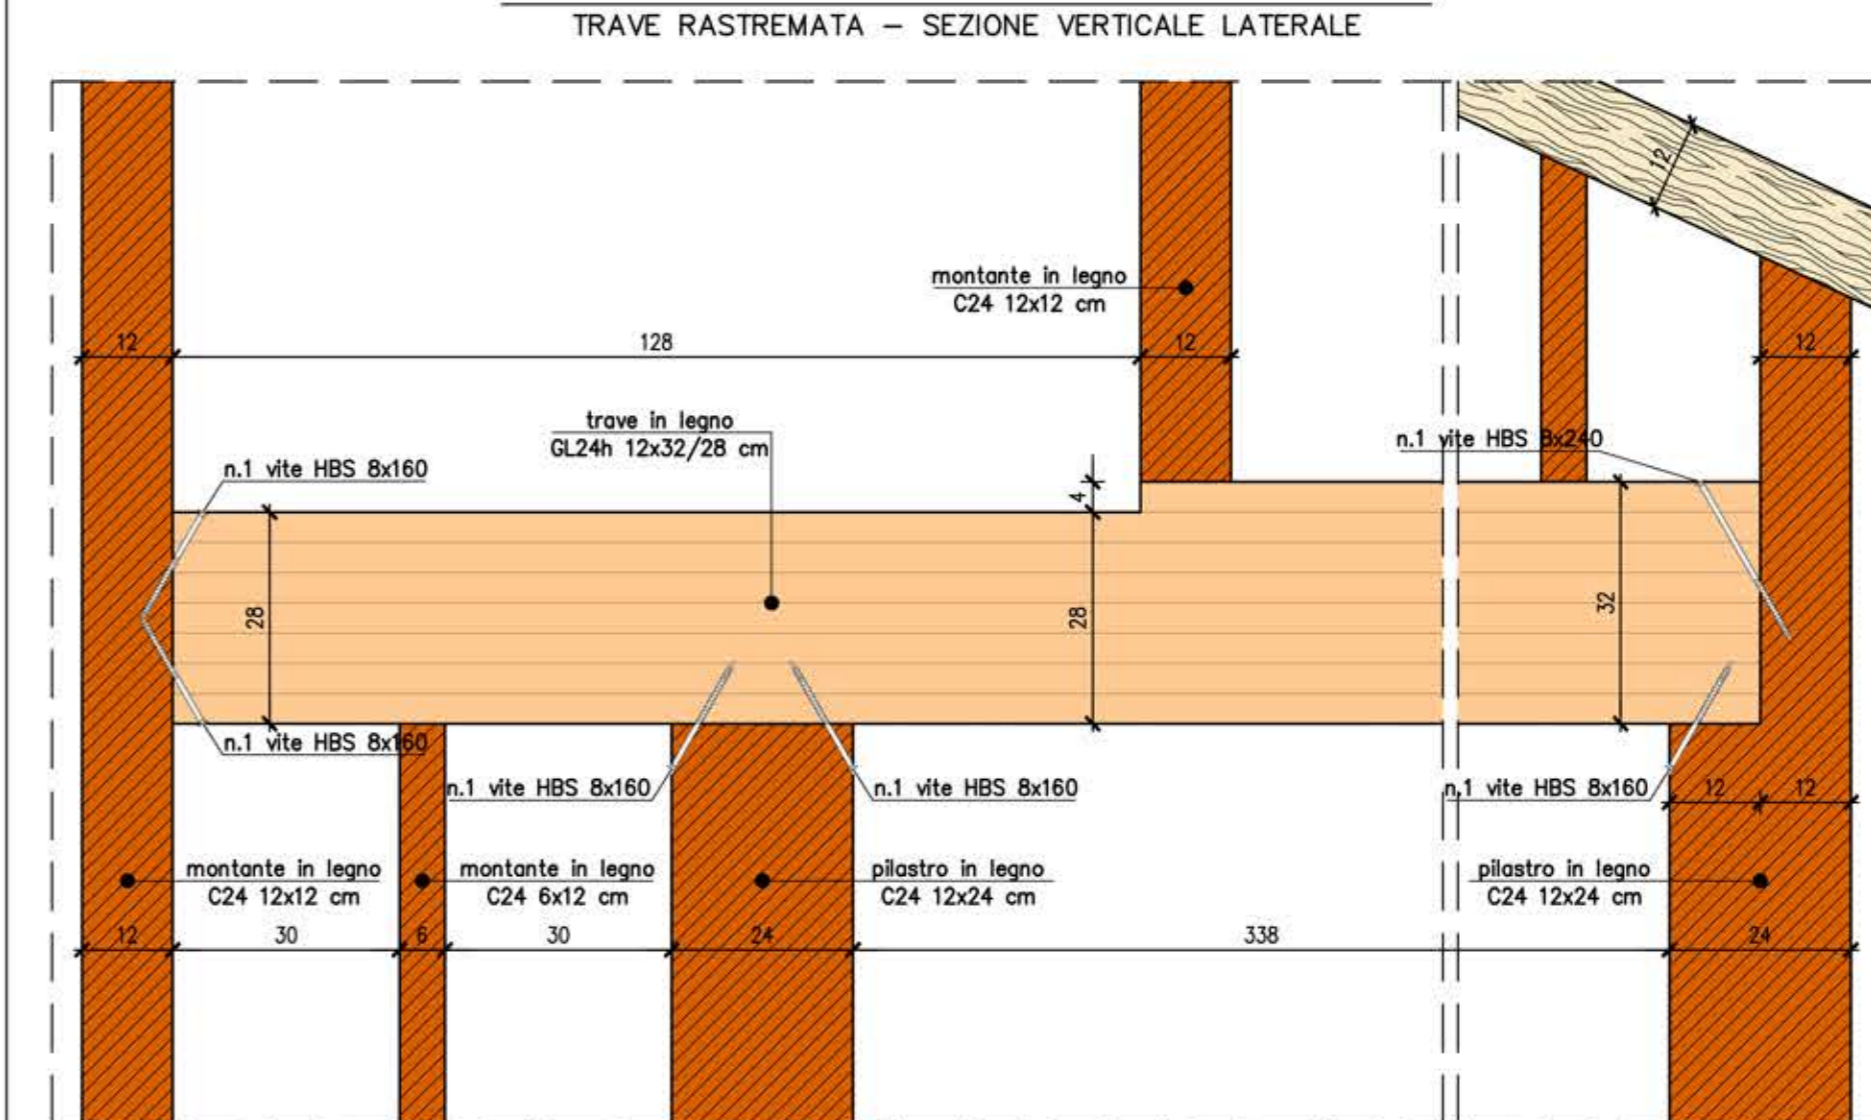 TRAVE RASTREMATA – SEZIONE VERTICALE LATERALE
12
montante in legno
C24 12x12 cm
12
128
12
12
trave in legno
GL24h 12x32/28 cm
n.1 vite HBS 8x240
n.1 vite HBS 8x160
4
28
28
32
n.1 vite HBS 8x160
n.1 vite HBS 8x160
n.1 vite HBS 8x160
n.1 vite HBS 8x160
12
12
montante in legno
C24 12x12 cm
montante in legno
C24 6x12 cm
pilastro in legno
C24 12x24 cm
pilastro in legno
C24 12x24 cm
12
30
6
30
24
338
24